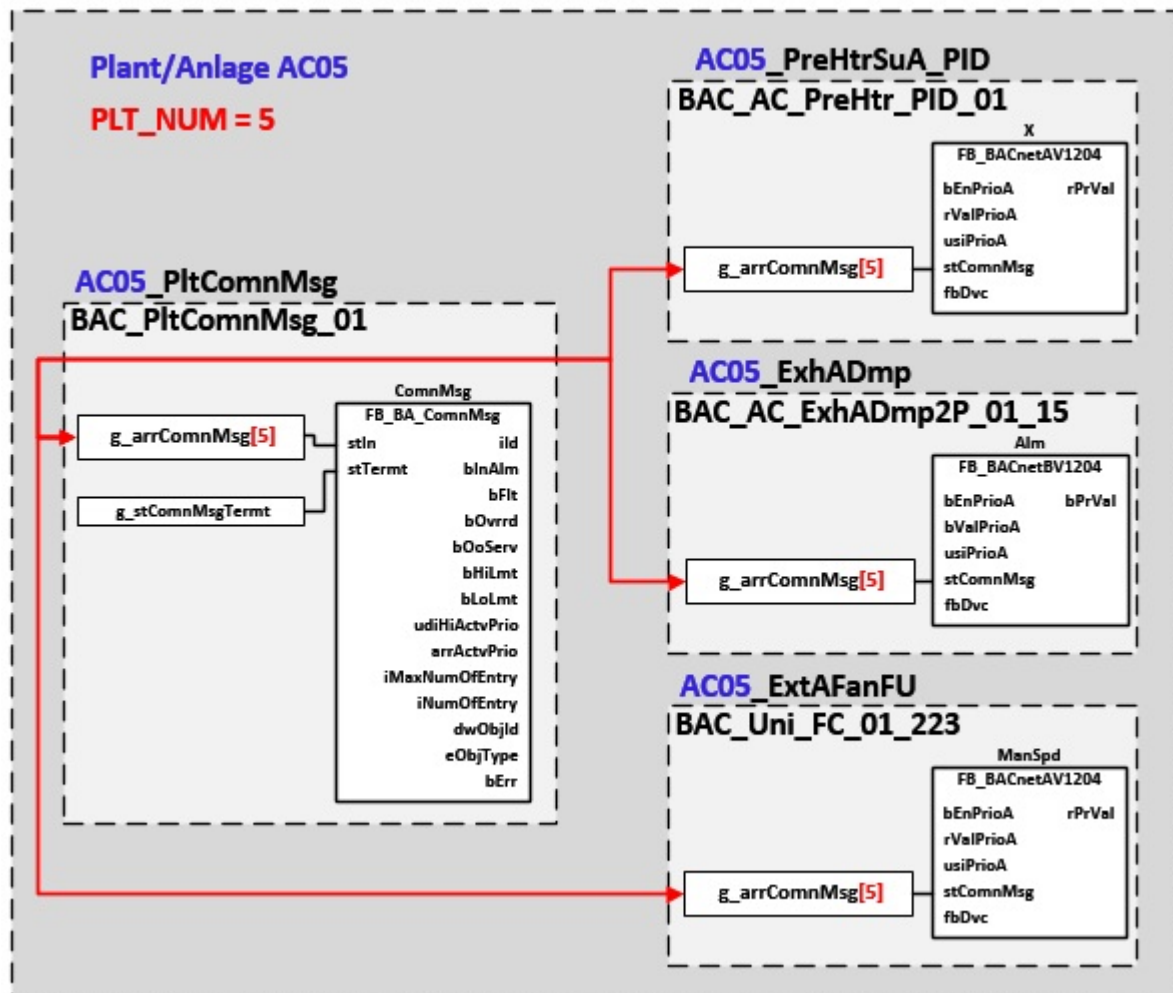 Plant/Anlage AC05
PLT_NUM = 5
AC05_PltComnMsg
BAC_PltComnMsg_01
ComnMsg
FB_BA_ComnMsg
g_arrComnMsg[5]
g_stComnMsgTermt
stIn iId
stTermt bInAlm
bFlt
bOvrrd
bOoServ
bHiLmt
bLoLmt
udiHiActvPrio
arrActvPrio
iMaxNumOfEntry
iNumOfEntry
dwObjId
eObjType
bErr
AC05_PreHtrSuA_PID
BAC_AC_PreHtr_PID_01
X
FB_BACnetAV1204
bEnPrioA rPrVal
rValPrioA
usiPrioA
g_arrComnMsg[5] stComnMsg
fbDvc
AC05_ExhADmp
BAC_AC_ExhADmp2P_01_15
Alm
FB_BACnetBV1204
bEnPrioA bPrVal
bValPrioA
usiPrioA
g_arrComnMsg[5] stComnMsg
fbDvc
AC05_ExtAFanFU
BAC_Uni_FC_01_223
ManSpd
FB_BACnetAV1204
bEnPrioA rPrVal
rValPrioA
usiPrioA
g_arrComnMsg[5] stComnMsg
fbDvc